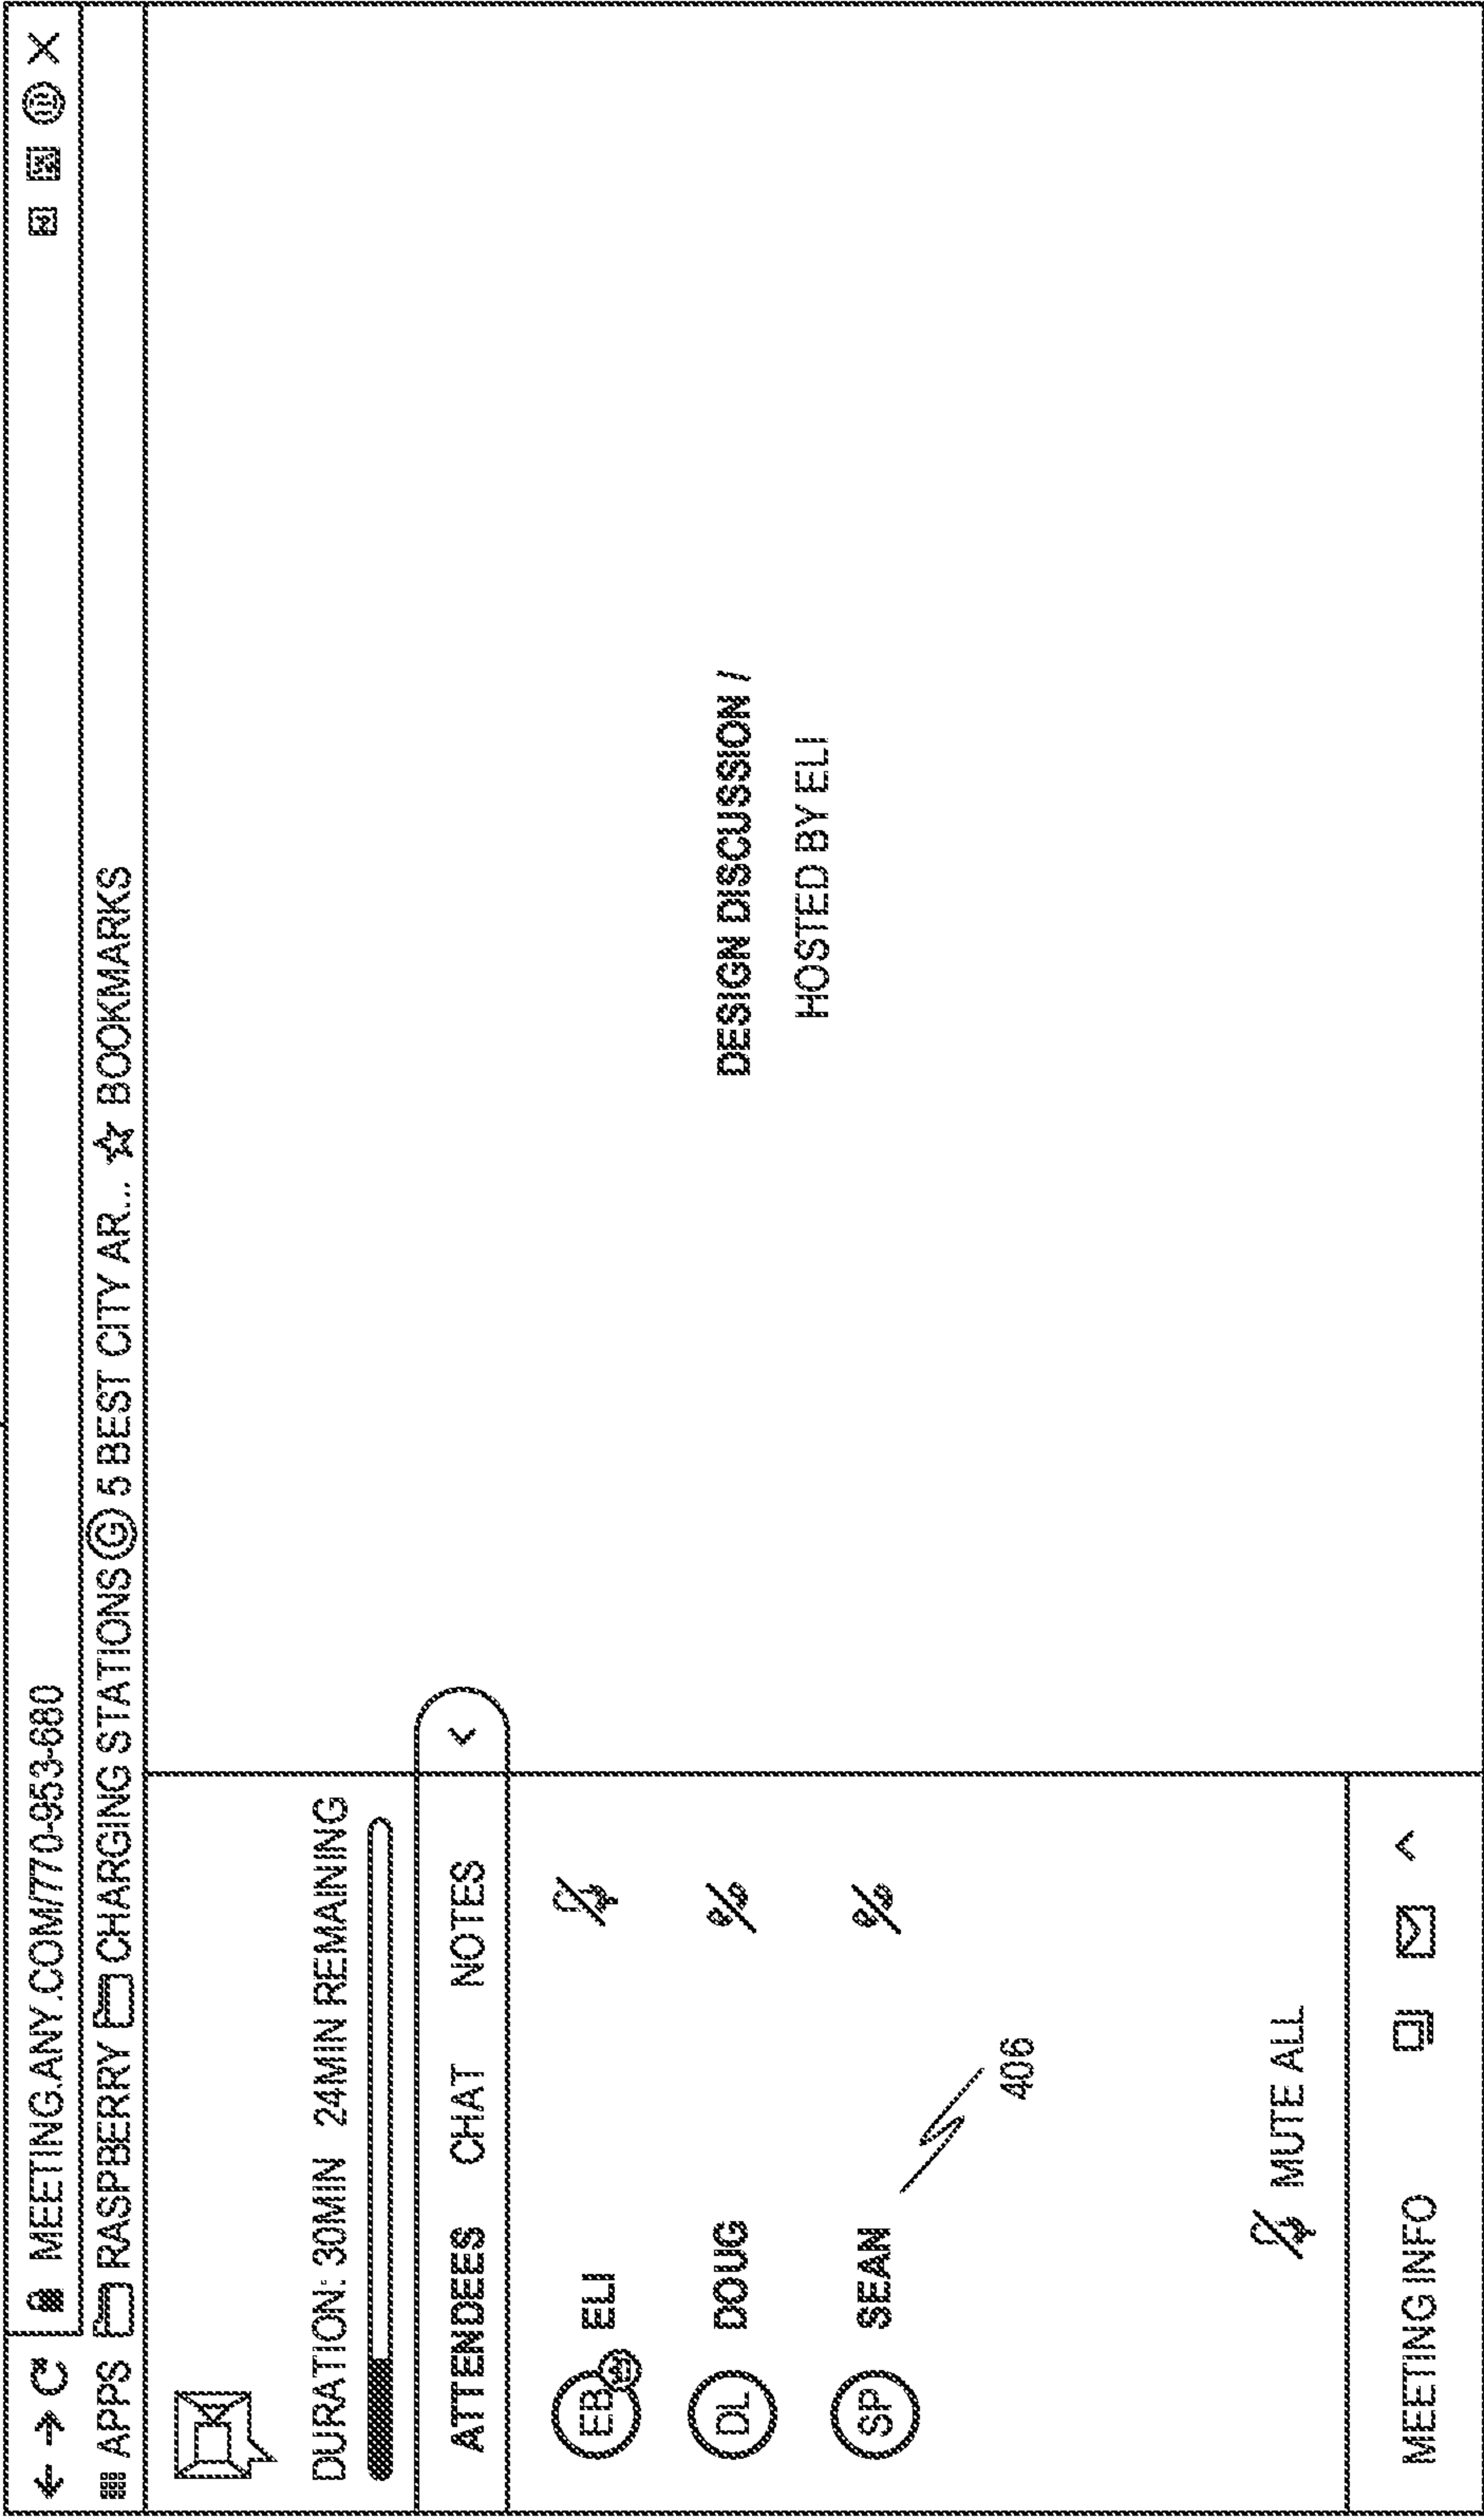 MEETING.ANY.COM/770-953-680
APPS RASPBERRY CHARGING STATIONS G 5 BEST CITY AR... BOOKMARKS
DURATION: 30MIN 24MIN REMAINING
ATTENDEES CHAT NOTES
EB ELI
DL DOUG
SP SEAN
406
MUTE ALL
MEETING INFO
DESIGN DISCUSSION /
HOSTED BY ELI